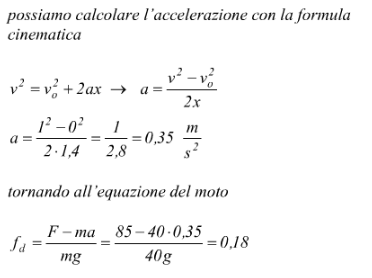 possiamo calcolare l'accelerazione con la formula
cinematica
v² = v₀² + 2ax → a = (v² – v₀²) / 2x
a = (1² – 0²) / (2·1,4) = 1 / 2,8 = 0,35 m / s²
tornando all'equazione del moto
f_d = (F – ma) / mg = (85 – 40·0,35) / 40g = 0,18